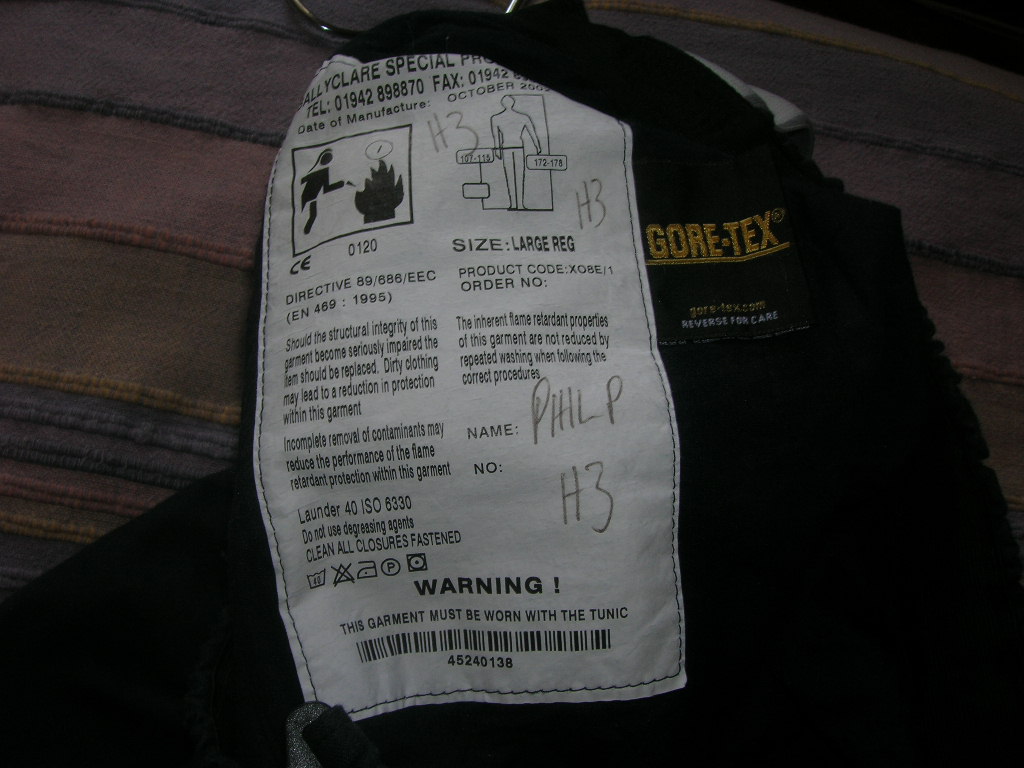 ALLYCLARE SPECIAL
TEL: 01942 898870 FAX: 01942
Date of Manufacture: OCTOBER
H3
107-115
172-178
H3
0120
CE
SIZE: LARGE REG
DIRECTIVE 89/686/EEC
(EN 469 : 1995)
PRODUCT CODE:XO8E/1
ORDER NO:
Should the structural integrity of this
garment become seriously impaired the
item should be replaced. Dirty clothing
may lead to a reduction in protection
within this garment
The inherent flame retardant properties
of this garment are not reduced by
repeated washing when following the
correct procedures
Incomplete removal of contaminants may
reduce the performance of the flame
retardant protection within this garment
NAME: PHILP
NO: H3
Launder 40 ISO 6330
Do not use degreasing agents
CLEAN ALL CLOSURES FASTENED
40 P
WARNING !
THIS GARMENT MUST BE WORN WITH THE TUNIC
45240138
GORE-TEX®
gore-tex.com
REVERSE FOR CARE